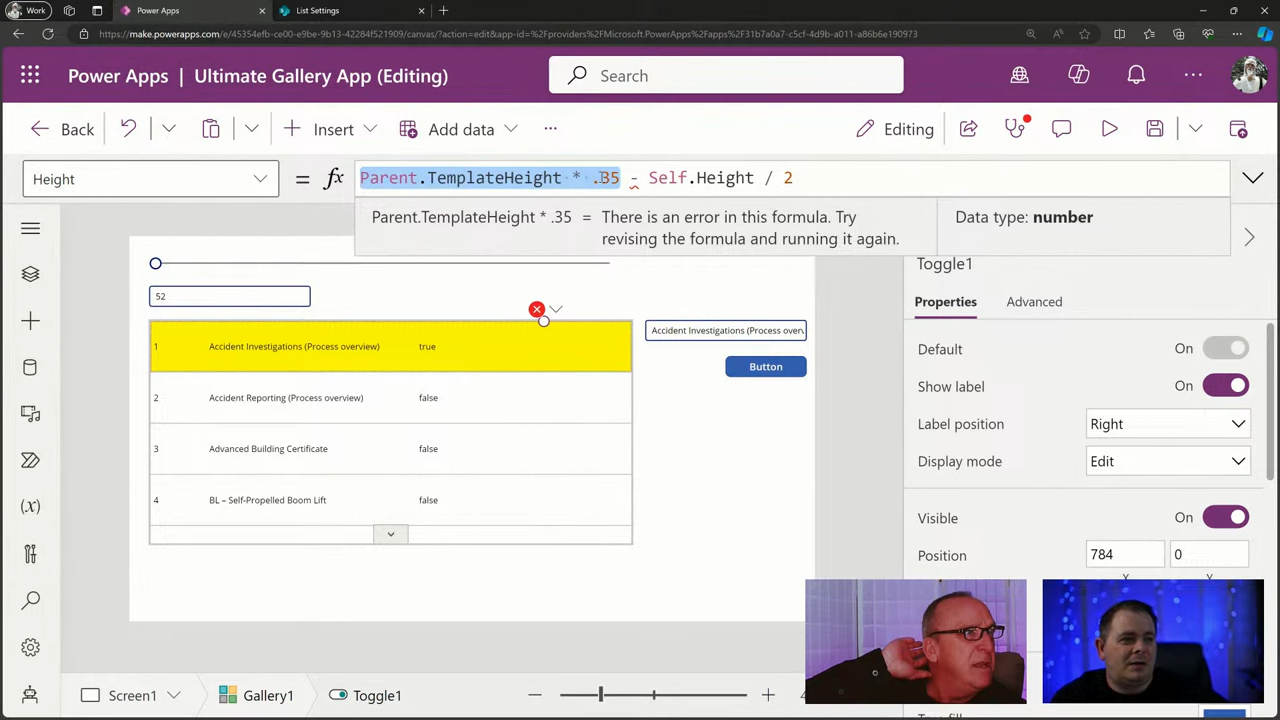 Work
Power Apps
List Settings
https://make.powerapps.com/e/45354efb-ce00-e9be-9b13-42284f521909/canvas/?action=edit&app-id=%2Fproviders%2FMicrosoft.PowerApps%2Fapps%2F31b7a0a7-c5cf-4d9b-a011-a86b6e190973
Power Apps | Ultimate Gallery App (Editing)
Search
Back
Insert
Add data
Editing
Height
= fx
Parent.TemplateHeight * .35 - Self.Height / 2
Parent.TemplateHeight * .35 = There is an error in this formula. Try
revising the formula and running it again.
Data type: number
Toggle1
Properties
Advanced
52
Accident Investigations (Process over
1 Accident Investigations (Process overview) true
Button
2 Accident Reporting (Process overview) false
3 Advanced Building Certificate false
4 BL – Self-Propelled Boom Lift false
Default On
Show label On
Label position Right
Display mode Edit
Visible On
Position 784 0
X Y
Screen1
Gallery1
Toggle1